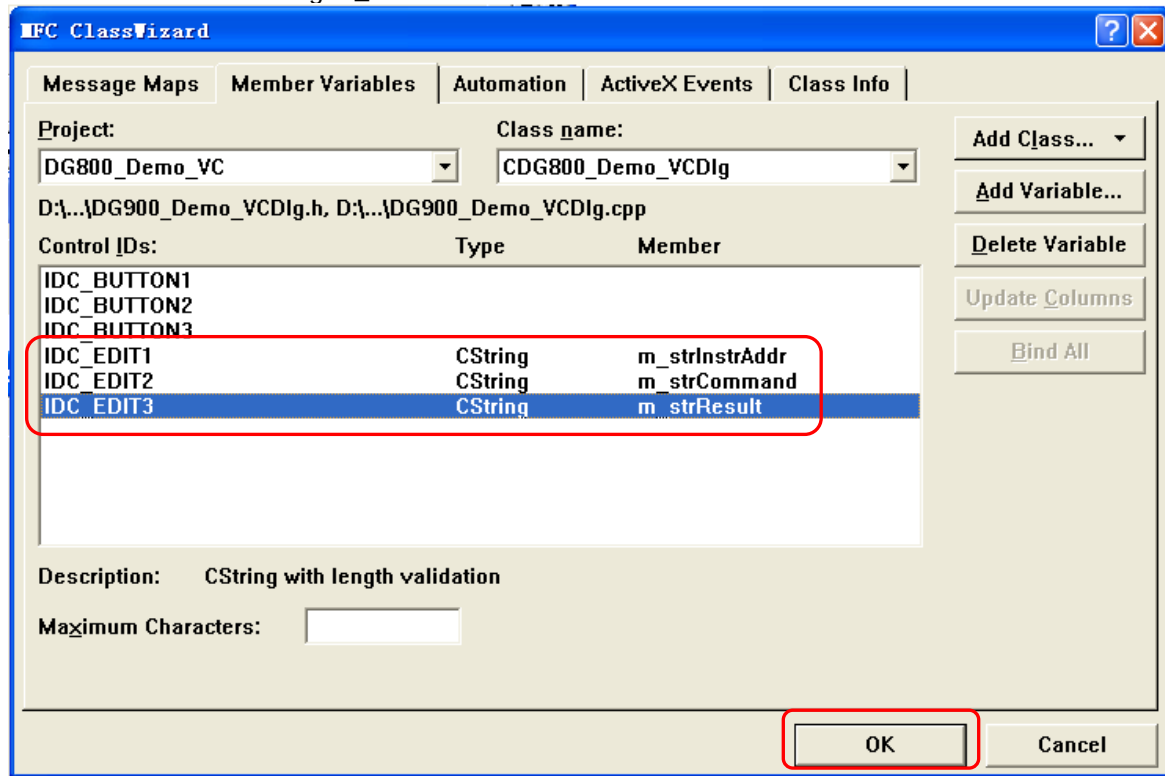 MFC ClassWizard
Message Maps Member Variables Automation ActiveX Events Class Info
Project: Class name:
Add Class...
DG800_Demo_VC CDG800_Demo_VCDlg
Add Variable...
D:\...\DG900_Demo_VCDlg.h, D:\...\DG900_Demo_VCDlg.cpp
Control IDs: Type Member
Delete Variable
IDC_BUTTON1
IDC_BUTTON2
Update Columns
IDC_BUTTON3
IDC_EDIT1 CString m_strInstrAddr
Bind All
IDC_EDIT2 CString m_strCommand
IDC_EDIT3 CString m_strResult
Description: CString with length validation
Maximum Characters:
OK Cancel